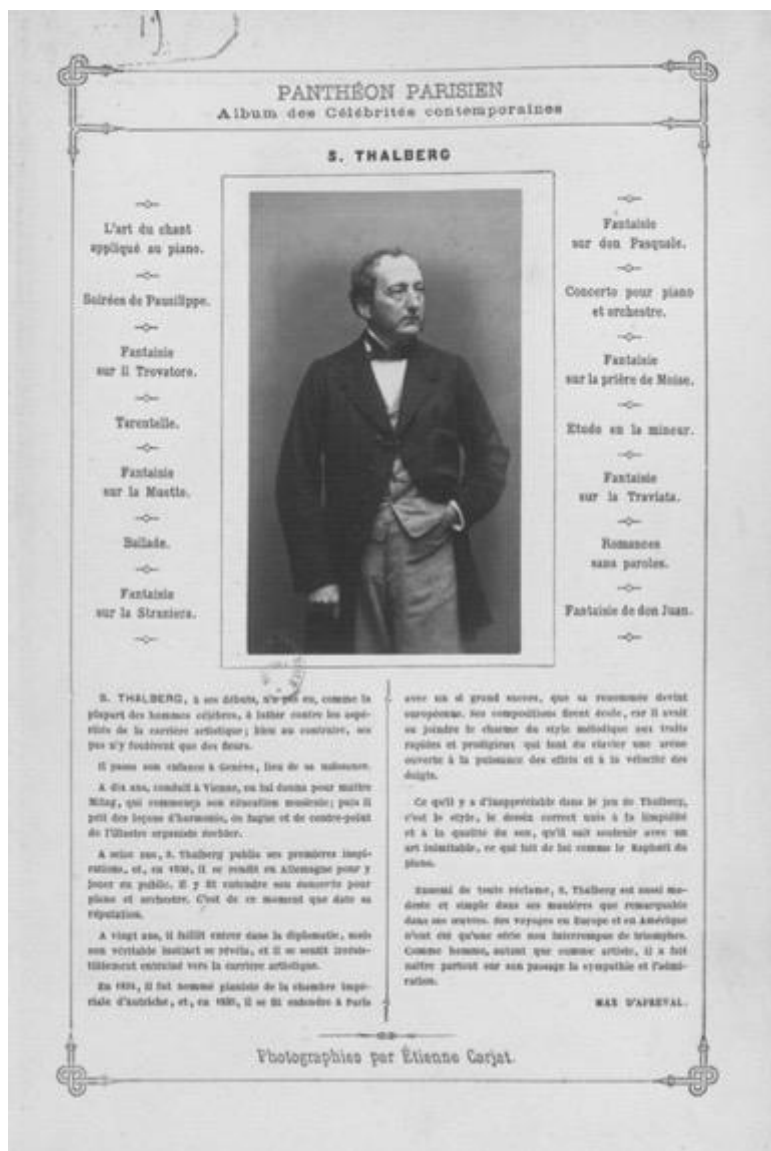 PANTHÉON PARISIEN
Album des Célébrités contemporaines
S. THALBERG
L'art du chant
appliqué au piano.
Soirées de Pausilippe.
Fantaisie
sur il Trovatore.
Tarentelle.
Fantaisie
sur la Muette.
Ballade.
Fantaisie
sur la Straniera.
Fantaisie
sur don Pasquale.
Concerto pour piano
et orchestre.
Fantaisie
sur la prière de Moïse.
Etude en la mineur.
Fantaisie
sur la Traviata.
Romances
sans paroles.
Fantaisie de don Juan.
S. THALBERG, à ses débuts, n'a pas eu, comme la
plupart des hommes célèbres, à lutter contre les aspé-
rités de la carrière artistique; bien au contraire, ses
pas n'y foulèrent que des fleurs.
Il passa son enfance à Genève, lieu de sa naissance.
A dix ans, conduit à Vienne, on lui donna pour maître
Mitag, qui commença son éducation musicale; puis il
prit des leçons d'harmonie, de fugue et de contre-point
de l'illustre organiste Sechter.
A seize ans, S. Thalberg publia ses premières inspi-
rations, et, en 1830, il se rendit en Allemagne pour y
jouer en public. Il y fit entendre son concerto pour
piano et orchestre. C'est de ce moment que date sa
réputation.
A vingt ans, il faillit entrer dans la diplomatie, mais
son véritable instinct se révéla, et il se sentit irrésis-
tiblement entraîné vers la carrière artistique.
En 1834, il fut nommé pianiste de la chambre impé-
riale d'Autriche, et, en il se fit entendre à Paris
avec un si grand succès, que sa renommée devint
européenne. Ses compositions firent école, car il avait
su joindre le charme du style mélodique aux traits
rapides et prodigieux qui font du clavier une arène
ouverte à la puissance des effets et à la vélocité des
doigts.
Ce qu'il y a d'inappréciable dans le jeu de Thalberg,
c'est le style, le dessin correct unis à la limpidité
et à la qualité du son, qu'il sait soutenir avec un
art inimitable, ce qui fait de lui comme le Raphaël du
piano.
Ennemi de toute réclame, S. Thalberg est aussi mo-
deste et simple dans ses manières que remarquable
dans ses œuvres. Ses voyages en Europe et en Amérique
n'ont été qu'une série non interrompue de triomphes.
Comme homme, autant que comme artiste, il a fait
naître partout sur son passage la sympathie et l'admi-
ration.
MAX D'APREVAL.
Photographies par Étienne Carjat.